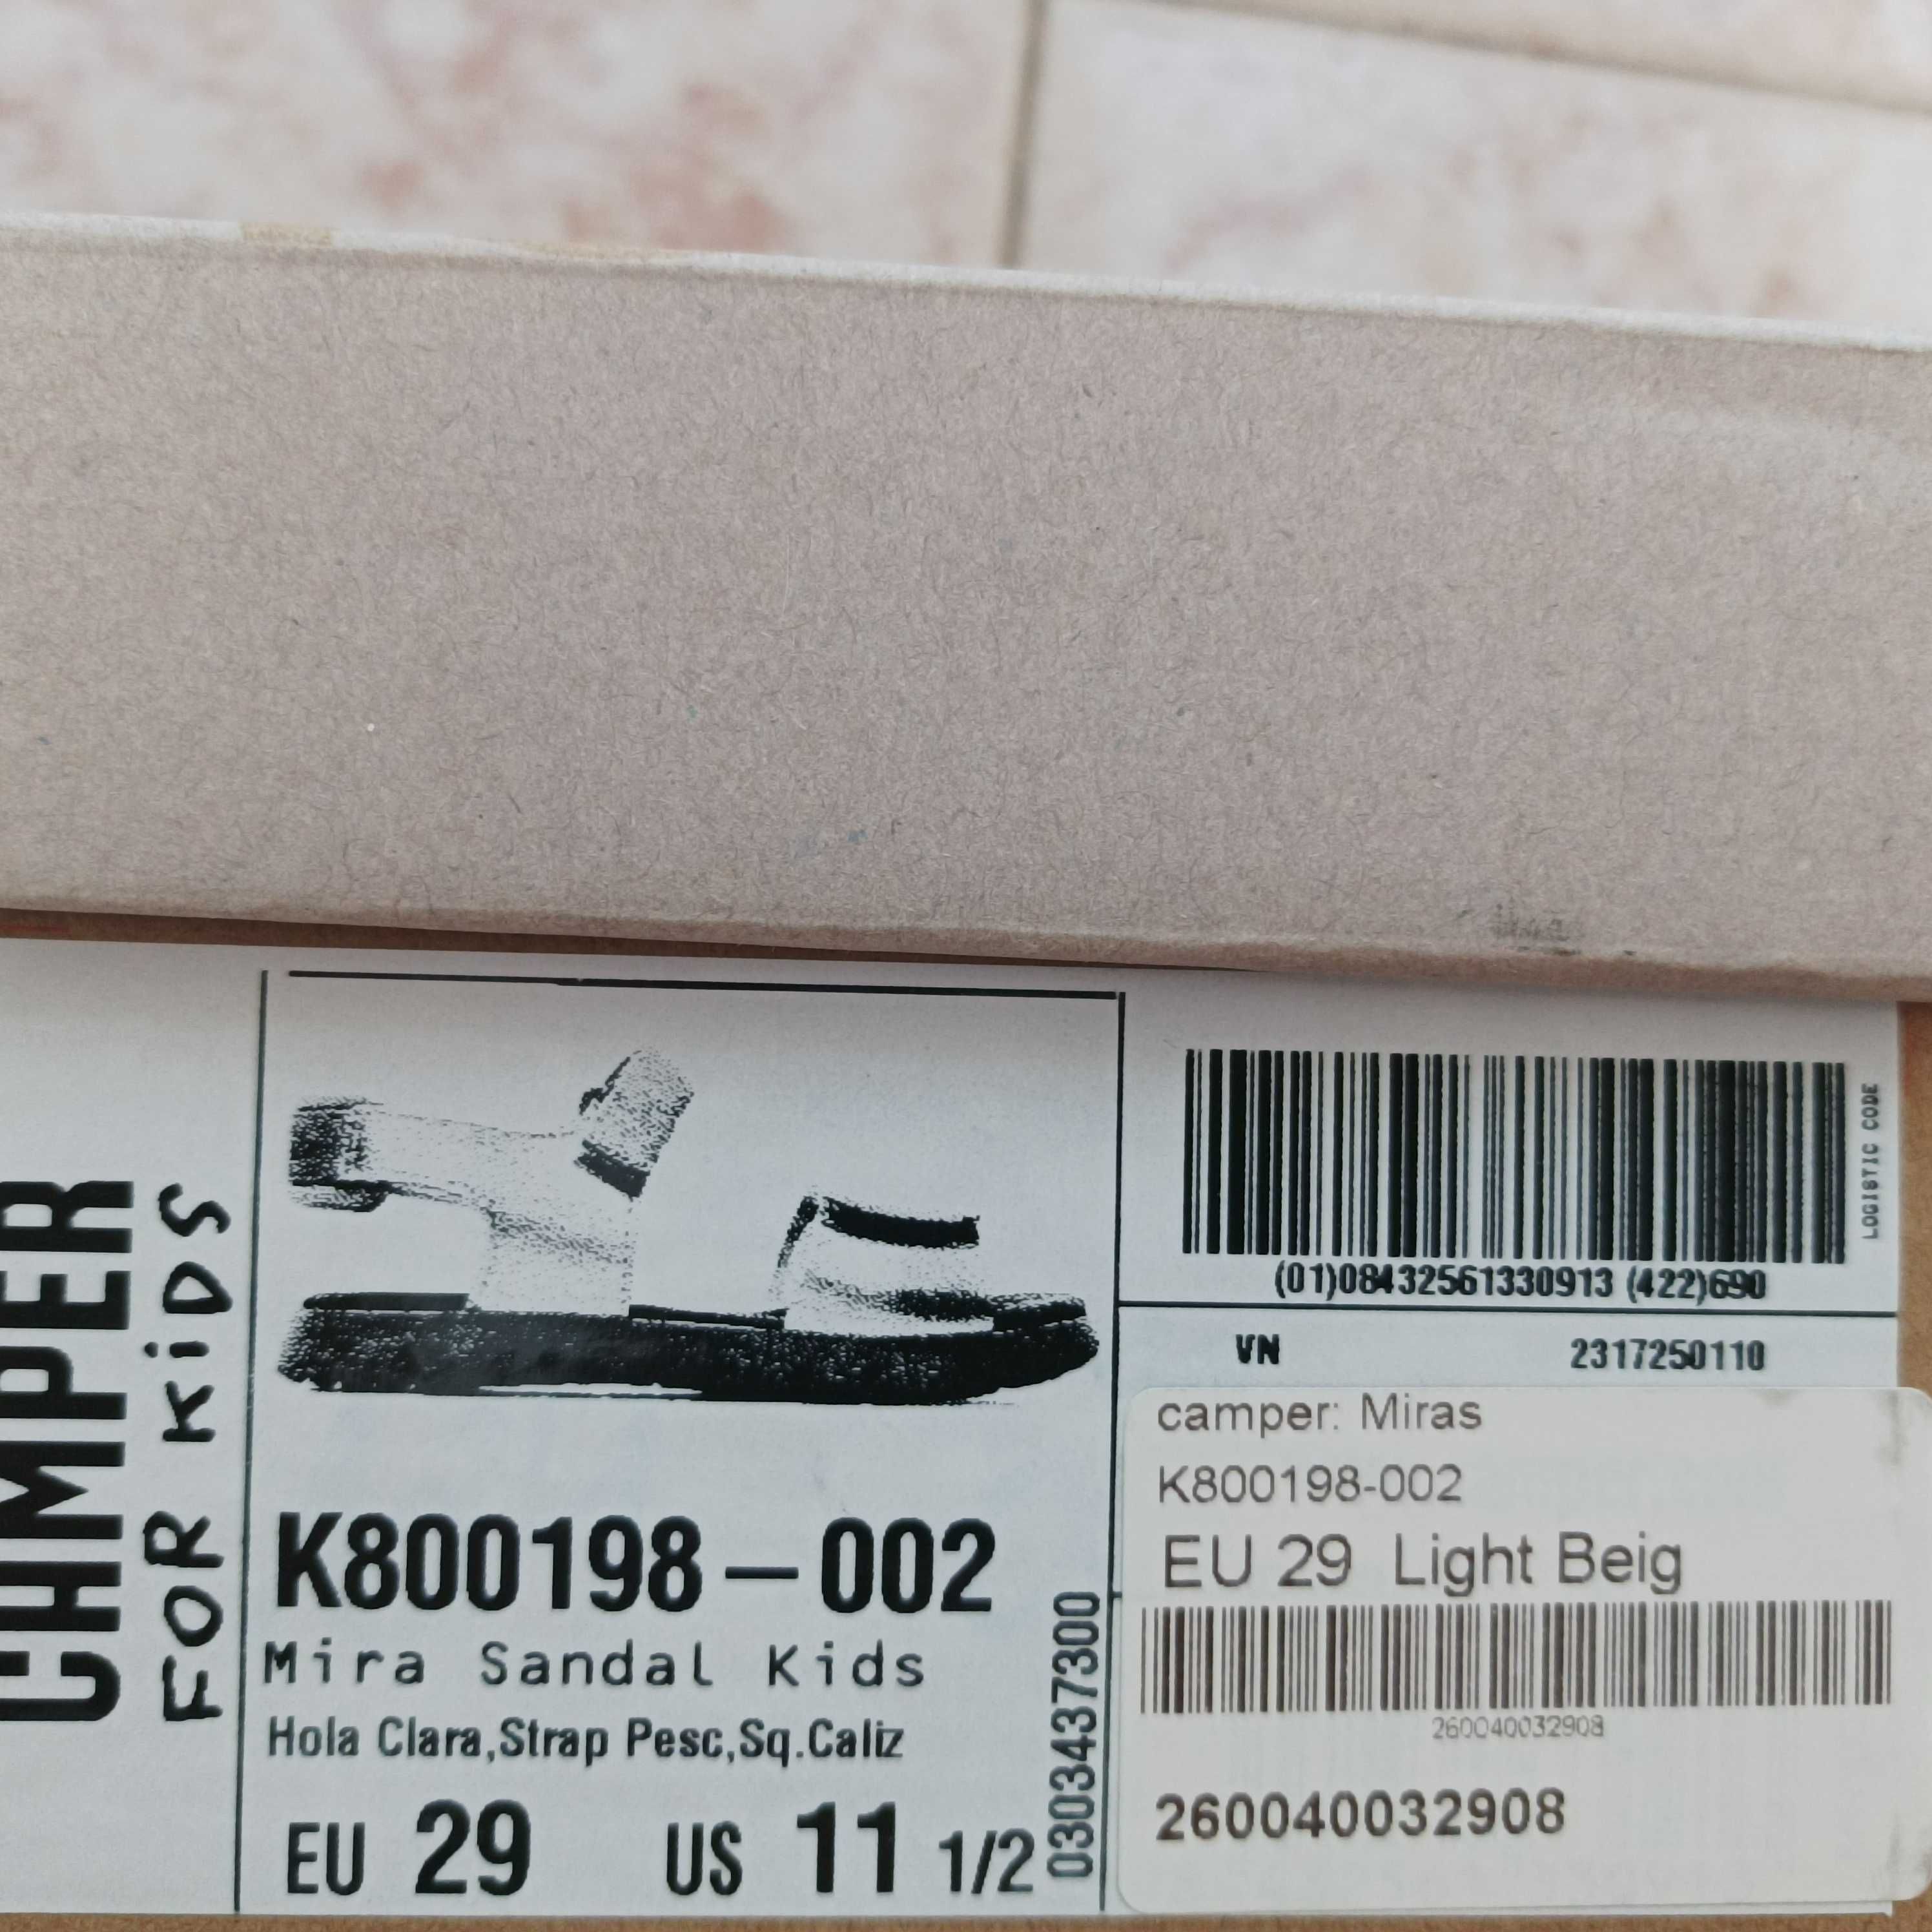 CAMPER
FOR KiDS
K800198-002
Mira Sandal Kids
Hola Clara,Strap Pesc,Sq.Caliz
EU 29 US 11 1/2
03034373​00
(01)08432561330913 (422)690
LOGISTIC CODE
VN 2317250110
camper: Miras
K800198-002
EU 29 Light Beig
260040032908
260040032908